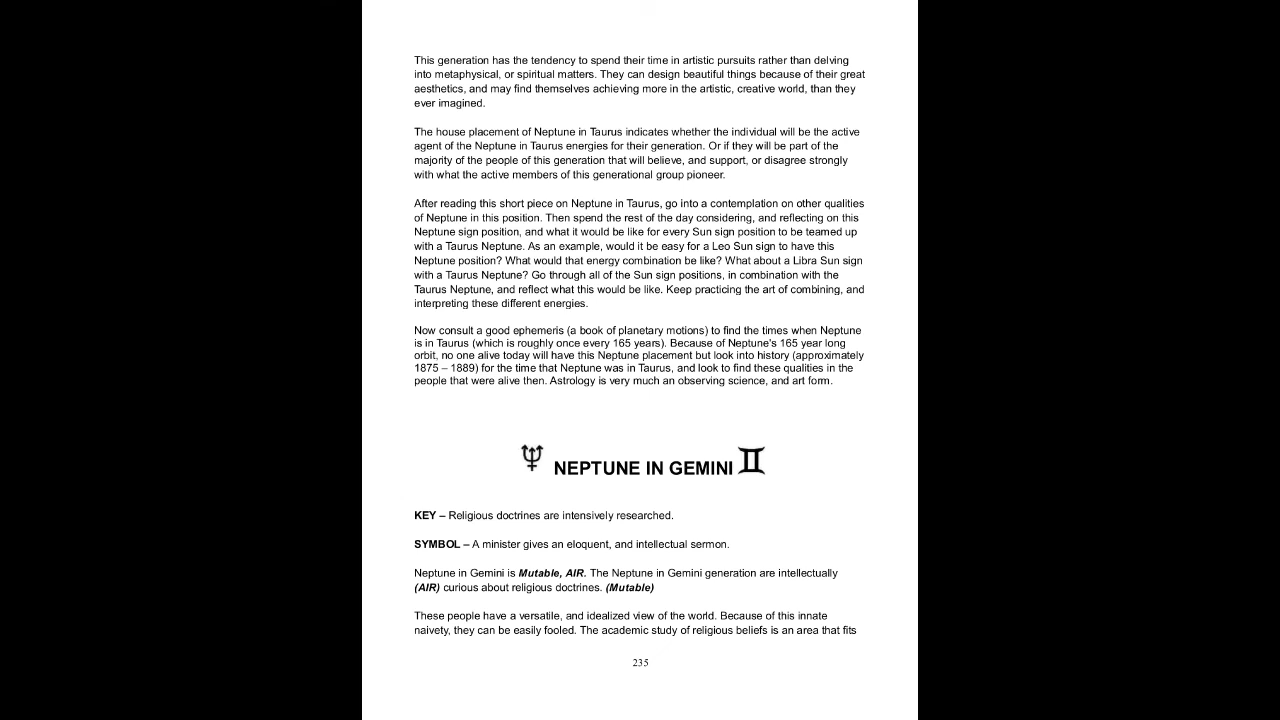 This generation has the tendency to spend their time in artistic pursuits rather than delving
into metaphysical, or spiritual matters. They can design beautiful things because of their great
aesthetics, and may find themselves achieving more in the artistic, creative world, than they
ever imagined.
The house placement of Neptune in Taurus indicates whether the individual will be the active
agent of the Neptune in Taurus energies for their generation. Or if they will be part of the
majority of the people of this generation that will believe, and support, or disagree strongly
with what the active members of this generational group pioneer.
After reading this short piece on Neptune in Taurus, go into a contemplation on other qualities
of Neptune in this position. Then spend the rest of the day considering, and reflecting on this
Neptune sign position, and what it would be like for every Sun sign position to be teamed up
with a Taurus Neptune. As an example, would it be easy for a Leo Sun sign to have this
Neptune position? What would that energy combination be like? What about a Libra Sun sign
with a Taurus Neptune? Go through all of the Sun sign positions, in combination with the
Taurus Neptune, and reflect what this would be like. Keep practicing the art of combining, and
interpreting these different energies.
Now consult a good ephemeris (a book of planetary motions) to find the times when Neptune
is in Taurus (which is roughly once every 165 years). Because of Neptune's 165 year long
orbit, no one alive today will have this Neptune placement but look into history (approximately
1875 – 1889) for the time that Neptune was in Taurus, and look to find these qualities in the
people that were alive then. Astrology is very much an observing science, and art form.
♆ NEPTUNE IN GEMINI ♊
KEY – Religious doctrines are intensively researched.
SYMBOL – A minister gives an eloquent, and intellectual sermon.
Neptune in Gemini is Mutable, AIR. The Neptune in Gemini generation are intellectually
(AIR) curious about religious doctrines. (Mutable)
These people have a versatile, and idealized view of the world. Because of this innate
naivety, they can be easily fooled. The academic study of religious beliefs is an area that fits
235